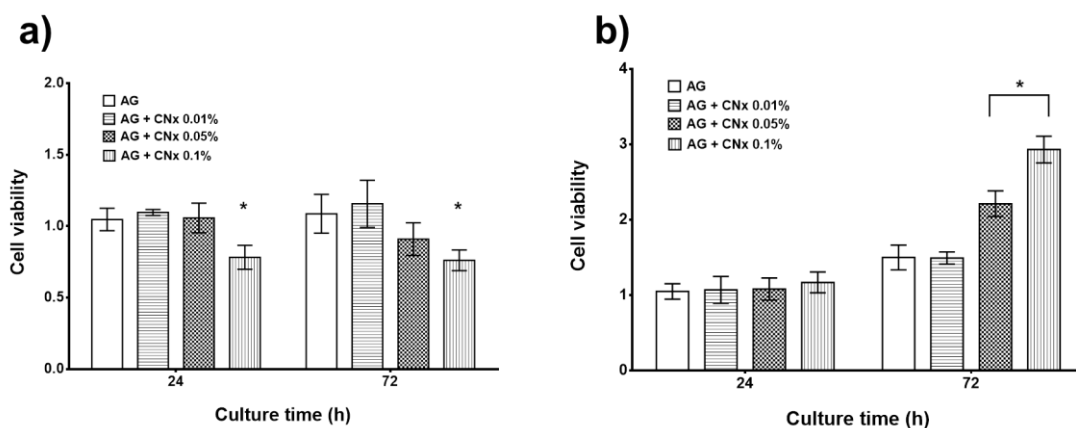 a)
2.0
1.5
1.0
0.5
0.0
Cell viability
AG
AG + CNx 0.01%
AG + CNx 0.05%
AG + CNx 0.1%
*
*
24
72
Culture time (h)
b)
4
3
2
1
0
Cell viability
AG
AG + CNx 0.01%
AG + CNx 0.05%
AG + CNx 0.1%
*
24
72
Culture time (h)